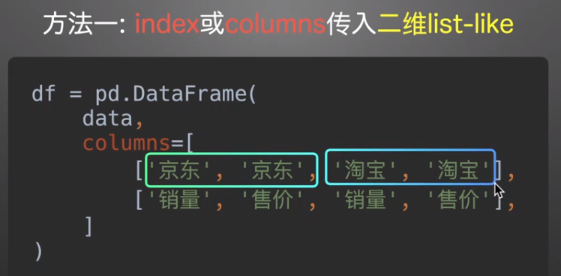 方法一: index或columns传入二维list-like
df = pd.DataFrame(
data,
columns=[
['京东', '京东', '淘宝', '淘宝'],
['销量', '售价', '销量', '售价'],
]
)